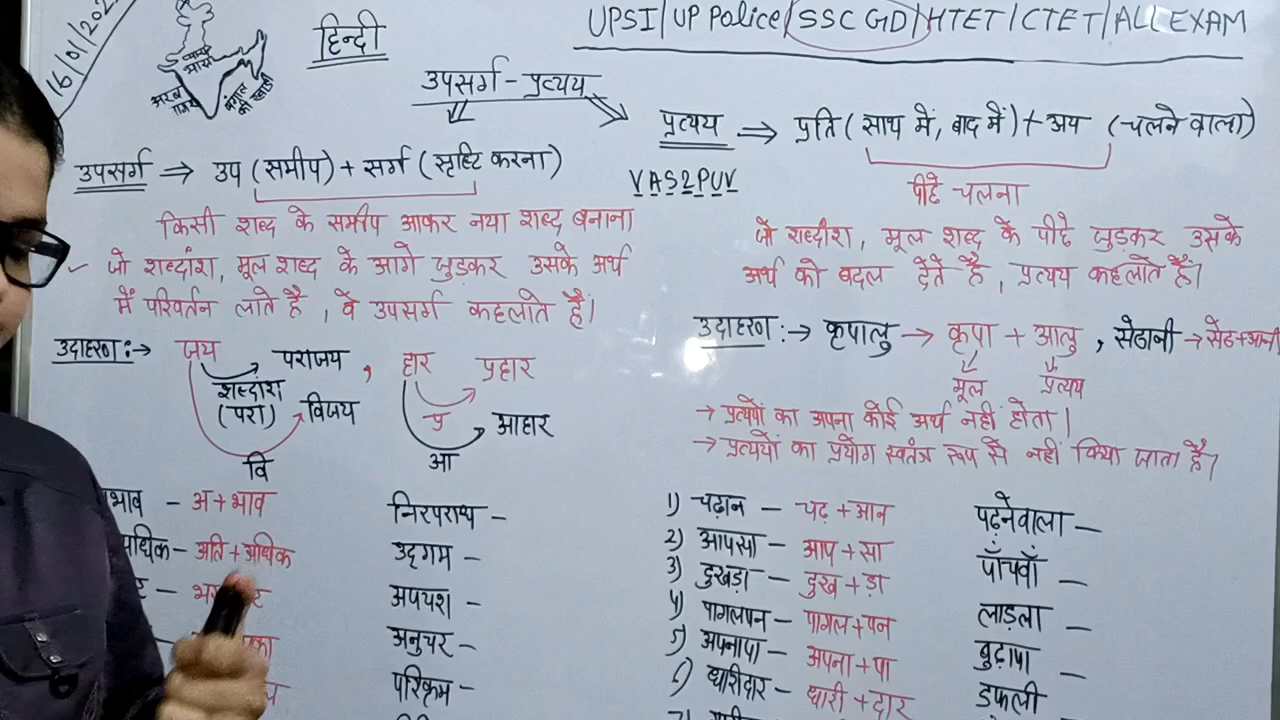 16/01/202
हिन्दी
UPSI/UP Police/SSC GD/HTET/CTET/ALL EXAM
अरब सागर
बंगाल की खाड़ी
उपसर्ग - प्रत्यय
उपसर्ग ⇒ उप (समीप) + सर्ग (सृष्टि करना)
VAS2PUV
किसी शब्द के समीप आकर नया शब्द बनाना
जो शब्दांश, मूल शब्द के आगे जुड़कर उसके अर्थ
में परिवर्तन लाते हैं, वे उपसर्ग कहलाते हैं।
उदाहरण :→ जय पराजय , हार प्रहार
शब्दांश (परा) विजय प्र आहार
वि आ
भाव - अ+भाव
धिक - अति+अधिक
निरपराध -
उद्गम -
अपयश -
अनुचर -
परिक्रम -
प्रत्यय ⇒ प्रति (साथ में, बाद में) + अय (चलने वाला)
पीछे चलना
जो शब्दांश, मूल शब्द के पीछे जुड़कर उसके
अर्थ को बदल देते है, प्रत्यय कहलाते हैं।
उदाहरण :→ कृपालु → कृपा + आलु , सेठानी → सेठ+आनी
मूल प्रत्यय
→ प्रत्ययों का अपना कोई अर्थ नहीं होता।
→ प्रत्ययों का प्रयोग स्वतंत्र रूप से नहीं किया जाता है।
1) चढ़ान - चढ़ + आन
2) आपसा - आप + सा
3) दुखड़ा - दुख + ड़ा
4) पागलपन - पागल + पन
5) अपनापा - अपना + पा
6) धारीदार - धारी + दार
7)
पढ़नेवाला -
पाँचवाँ -
लाड़ला -
बुढ़ापा -
डफली -